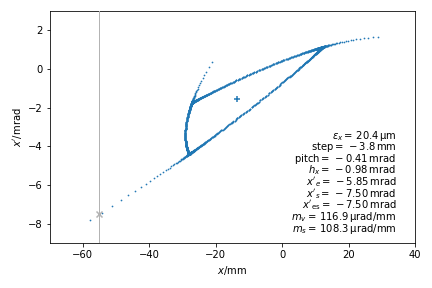 2
0
−2
−4
−6
−8
x′/mrad
εₓ = 20.4 μm
step = −3.8 mm
pitch = −0.41 mrad
hₓ = −0.98 mrad
x′ₑ = −5.85 mrad
x′ₛ = −7.50 mrad
x′ₑₛ = −7.50 mrad
mᵥ = 116.9 μrad/mm
mₛ = 108.3 μrad/mm
−60 −40 −20 0 20 40
x/mm